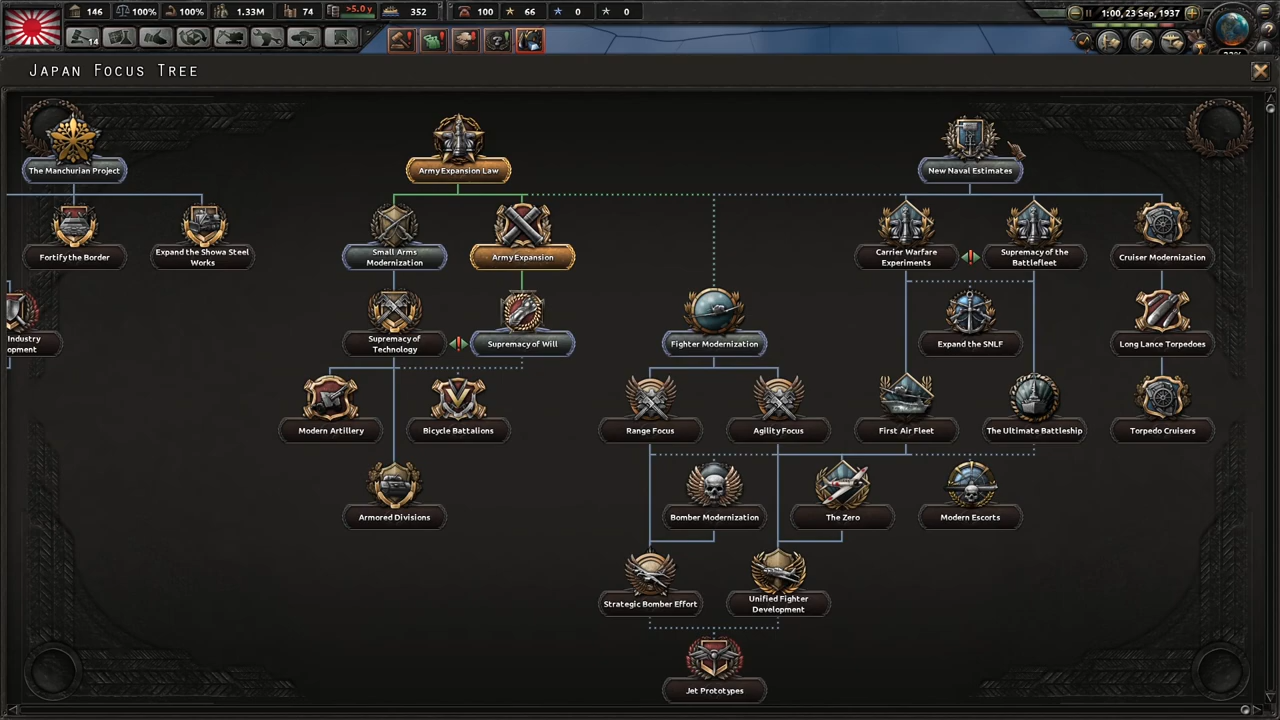 146
100%
100%
1.33M
74
>5.0 y
352
100
66
0
0
1:00, 23 Sep, 1937
14
Japan Focus Tree
The Manchurian Project
Army Expansion Law
New Naval Estimates
Fortify the Border
Expand the Showa Steel
Works
Small Arms
Modernization
Army Expansion
Carrier Warfare
Experiments
Supremacy of the
Battlefleet
Cruiser Modernization
Industry
opment
Supremacy of
Technology
Supremacy of Will
Fighter Modernization
Expand the SNLF
Long Lance Torpedoes
Modern Artillery
Bicycle Battalions
Range Focus
Agility Focus
First Air Fleet
The Ultimate Battleship
Torpedo Cruisers
Armored Divisions
Bomber Modernization
The Zero
Modern Escorts
Strategic Bomber Effort
Unified Fighter
Development
Jet Prototypes